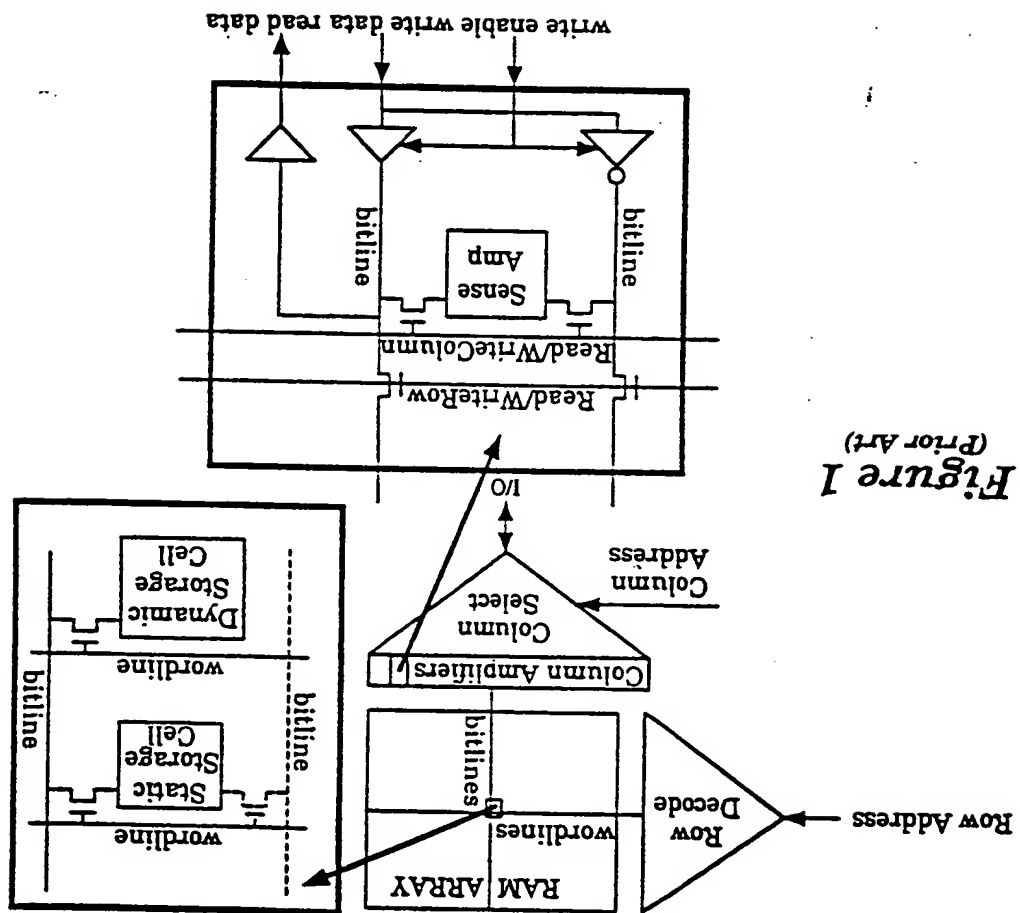 Row Address
Row
Decode
RAM ARRAY
wordlines
bitlines
Column Amplifiers
Column
Select
Column
Address
I/O
wordline
Static
Storage
Cell
bitline
bitline
wordline
Dynamic
Storage
Cell
Figure 1
(Prior Art)
Read/WriteRow
Read/WriteColumn
Sense
Amp
bitline
bitline
write enable write data read data